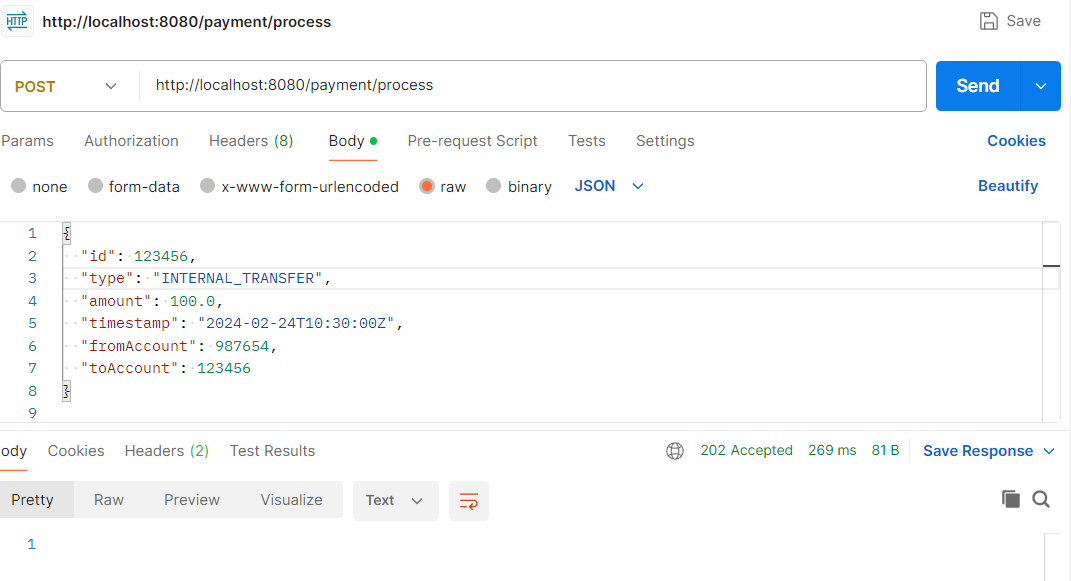 HTTP http://localhost:8080/payment/process Save
POST http://localhost:8080/payment/process Send
Params Authorization Headers (8) Body Pre-request Script Tests Settings Cookies
none form-data x-www-form-urlencoded raw binary JSON Beautify
1 {
2 "id": 123456,
3 "type": "INTERNAL_TRANSFER",
4 "amount": 100.0,
5 "timestamp": "2024-02-24T10:30:00Z",
6 "fromAccount": 987654,
7 "toAccount": 123456
8 }
9
ody Cookies Headers (2) Test Results 202 Accepted 269 ms 81 B Save Response
Pretty Raw Preview Visualize Text
1